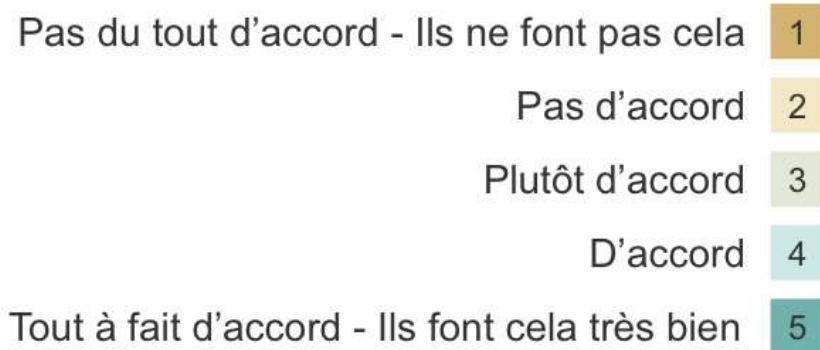 Pas du tout d’accord - Ils ne font pas cela 1
Pas d’accord 2
Plutôt d’accord 3
D’accord 4
Tout à fait d’accord - Ils font cela très bien 5